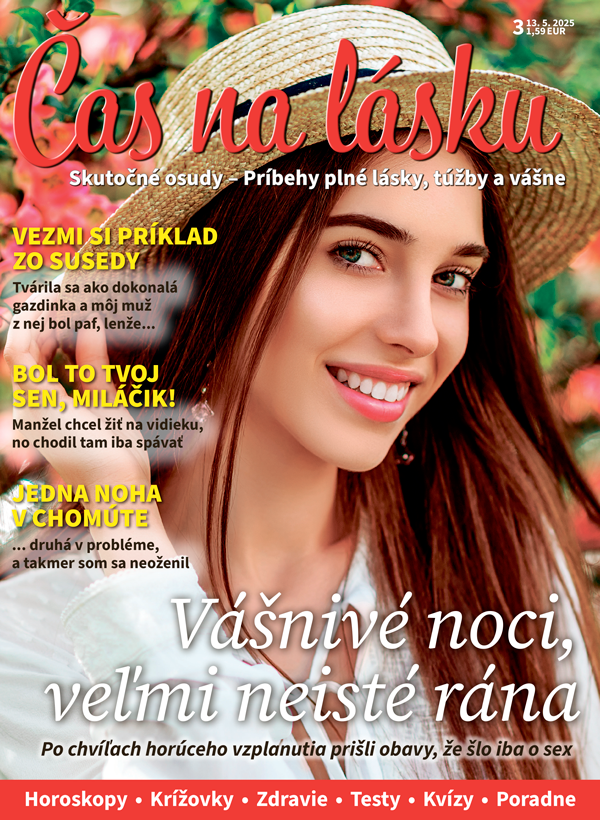 3 13. 5. 2025
1,59 EUR
Čas na lásku
Skutočné osudy – Príbehy plné lásky, túžby a vášne
VEZMI SI PRÍKLAD
ZO SUSEDY
Tvárila sa ako dokonalá
gazdinka a môj muž
z nej bol paf, lenže...
BOL TO TVOJ
SEN, MILÁČIK!
Manžel chcel žiť na vidieku,
no chodil tam iba spávať
JEDNA NOHA
V CHOMÚTE
... druhá v probléme,
a takmer som sa neoženil
Vášnivé noci,
veľmi neisté rána
Po chvíľach horúceho vzplanutia prišli obavy, že šlo iba o sex
Horoskopy • Krížovky • Zdravie • Testy • Kvízy • Poradne